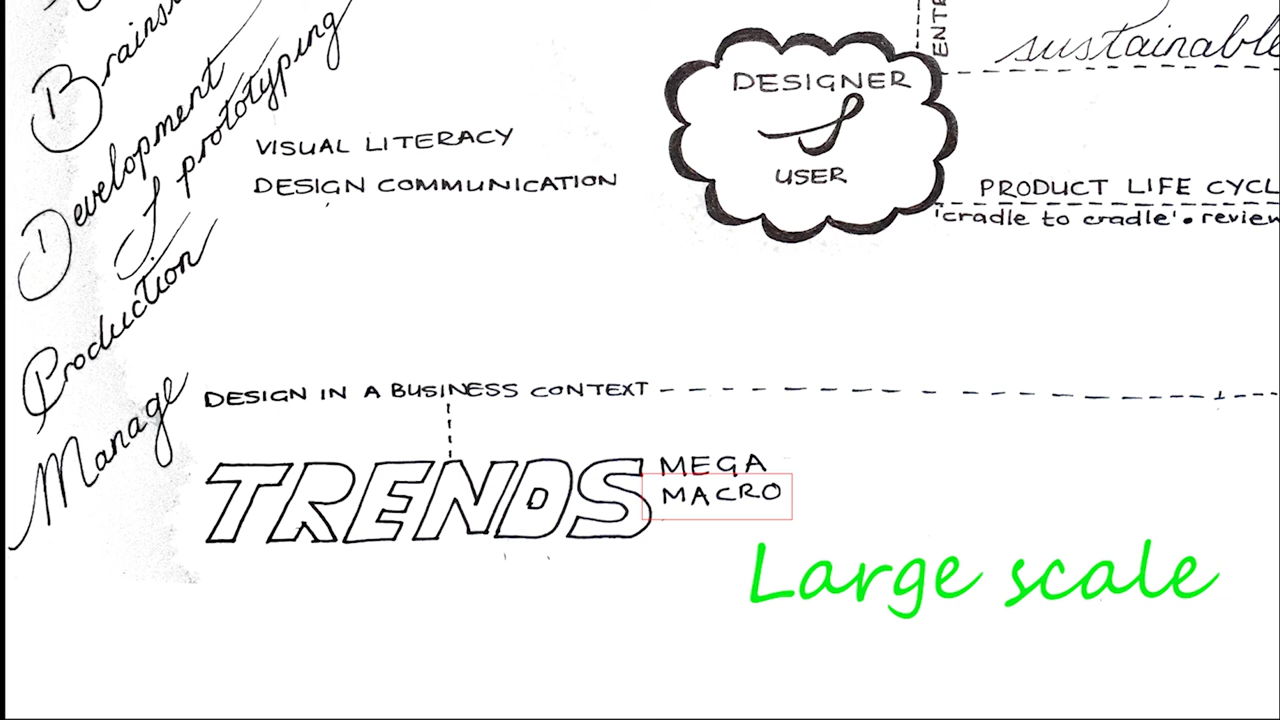 Development
& prototyping
Production
Manage
VISUAL LITERACY
DESIGN COMMUNICATION
DESIGNER
&
USER
sustainable
PRODUCT LIFE CYCL
'cradle to cradle' • review
DESIGN IN A BUSINESS CONTEXT
TRENDS
MEGA
MACRO
Large scale